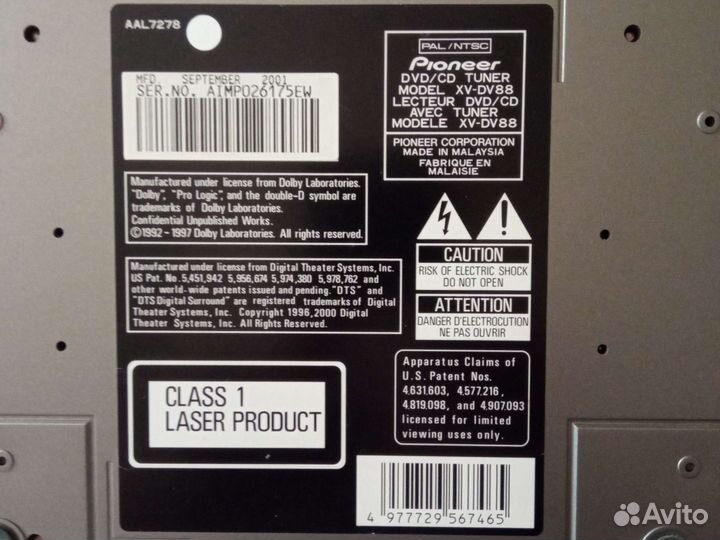 AAL7278
MFD. SEPTEMBER 2001
SER.NO. AIMP026175EW
PAL/NTSC
Pioneer
DVD/CD TUNER
MODEL XV-DV88
LECTEUR DVD/CD
AVEC TUNER
MODELE XV-DV88
PIONEER CORPORATION
MADE IN MALAYSIA
FABRIQUE EN
MALAISIE
Manufactured under license from Dolby Laboratories.
"Dolby", "Pro Logic", and the double-D symbol are
trademarks of Dolby Laboratories.
Confidential Unpublished Works.
©1992-1997 Dolby Laboratories. All rights reserved.
Manufactured under license from Digital Theater Systems, Inc.
US Pat. No. 5,451,942 5,956,674 5,974,380 5,978,762 and
other world-wide patents issued and pending. "DTS" and
"DTS Digital Surround" are registered trademarks of Digital
Theater Systems, Inc. Copyright 1996,2000 Digital
Theater Systems, Inc. All Rights Reserved.
CAUTION
RISK OF ELECTRIC SHOCK
DO NOT OPEN
ATTENTION
DANGER D'ELECTROCUTION
NE PAS OUVRIR
CLASS 1
LASER PRODUCT
Apparatus Claims of
U.S. Patent Nos.
4.631.603, 4.577.216,
4.819.098, and 4.907.093
licensed for limited
viewing uses only.
4 977729 567465
Avito